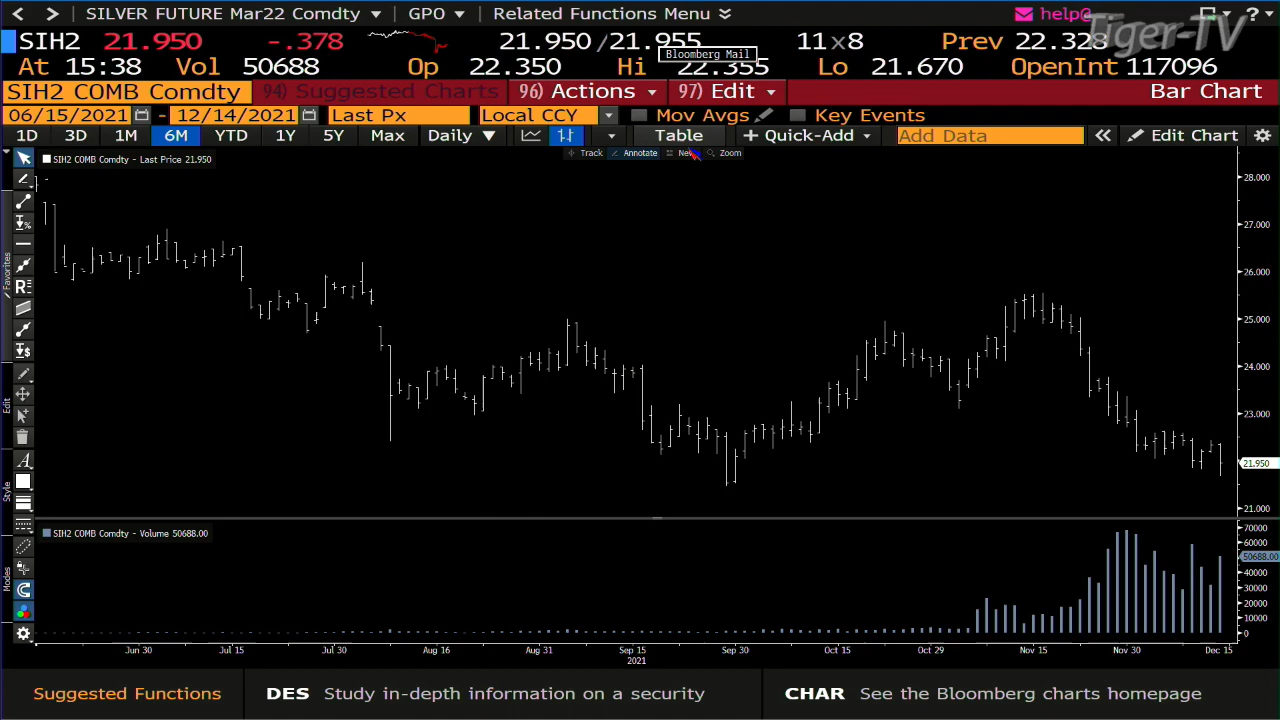 SILVER FUTURE Mar22 Comdty GPO Related Functions Menu help
Tiger-TV
SIH2 21.950 -.378 21.950 /21.955 11x8 Prev 22.328
Bloomberg Mail
At 15:38 Vol 50688 Op 22.350 Hi 22.355 Lo 21.670 OpenInt 117096
SIH2 COMB Comdty 94) Suggested Charts 96) Actions 97) Edit Bar Chart
06/15/2021 - 12/14/2021 Last Px Local CCY Mov Avgs Key Events
1D 3D 1M 6M YTD 1Y 5Y Max Daily Table + Quick-Add Add Data Edit Chart
Track Annotate Zoom
SIH2 COMB Comdty - Last Price 21.950
28.000
27.000
26.000
25.000
24.000
23.000
21.950
21.000
Favorites
Edit
Style
Modes
SIH2 COMB Comdty - Volume 50688.00
70000
60000
50688.00
40000
30000
20000
10000
0
Jun 30 Jul 15 Jul 30 Aug 16 Aug 31 Sep 15 Sep 30 Oct 15 Oct 29 Nov 15 Nov 30 Dec 15
2021
Suggested Functions DES Study in-depth information on a security CHAR See the Bloomberg charts homepage